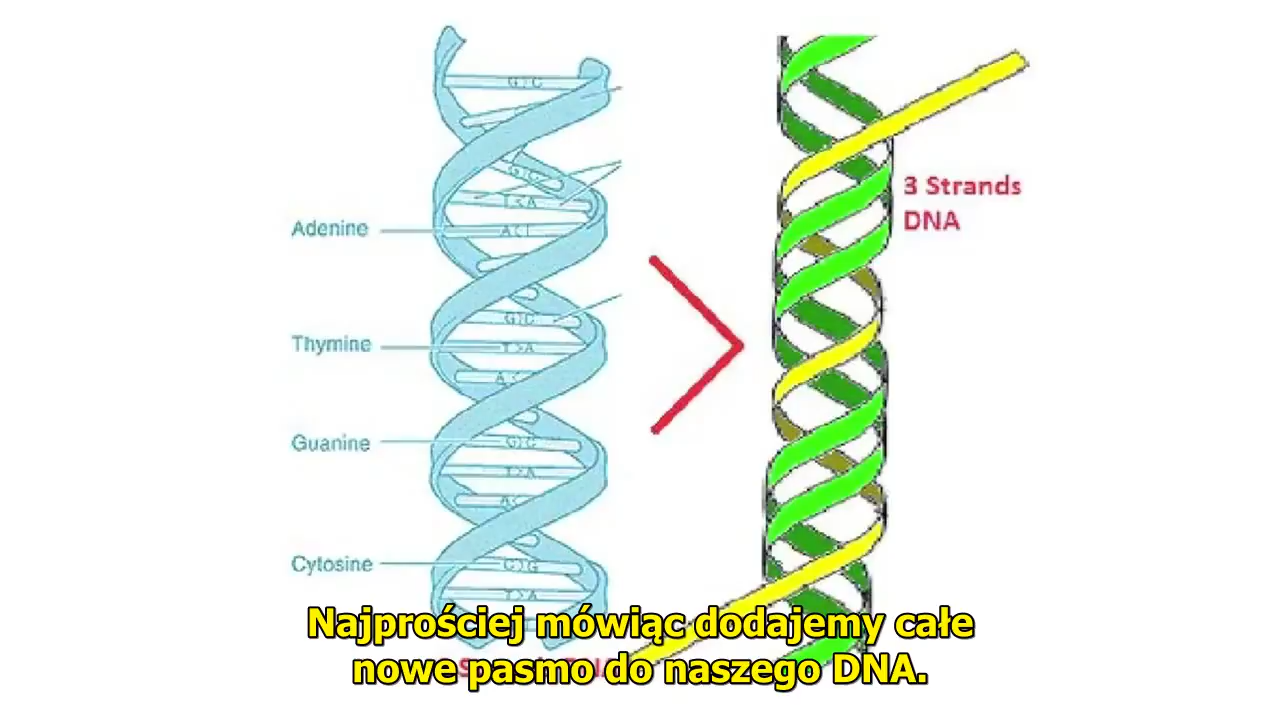 G C
G C
T A
Adenine
A
3 Strands
DNA
G C
Thymine
T A
A
Guanine
G C
T A
A
Cytosine
C G
T A
Najprościej mówiąc dodajemy całe
nowe pasmo do naszego DNA.